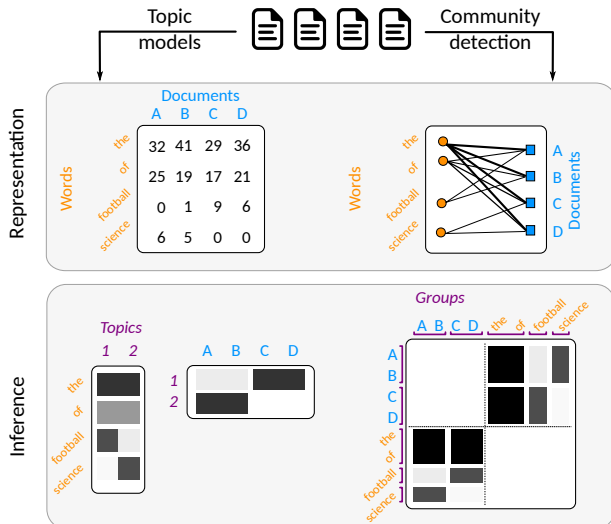 Topic models
Community detection
Representation
Documents
A B C D
Words
the 32 41 29 36
of 25 19 17 21
football 0 1 9 6
science 6 5 0 0
Words
the
of
football
science
A
B
C
D
Documents
Inference
Topics
1 2
the
of
football
science
A B C D
1
2
Groups
A B C D the of football science
A
B
C
D
the
of
football
science